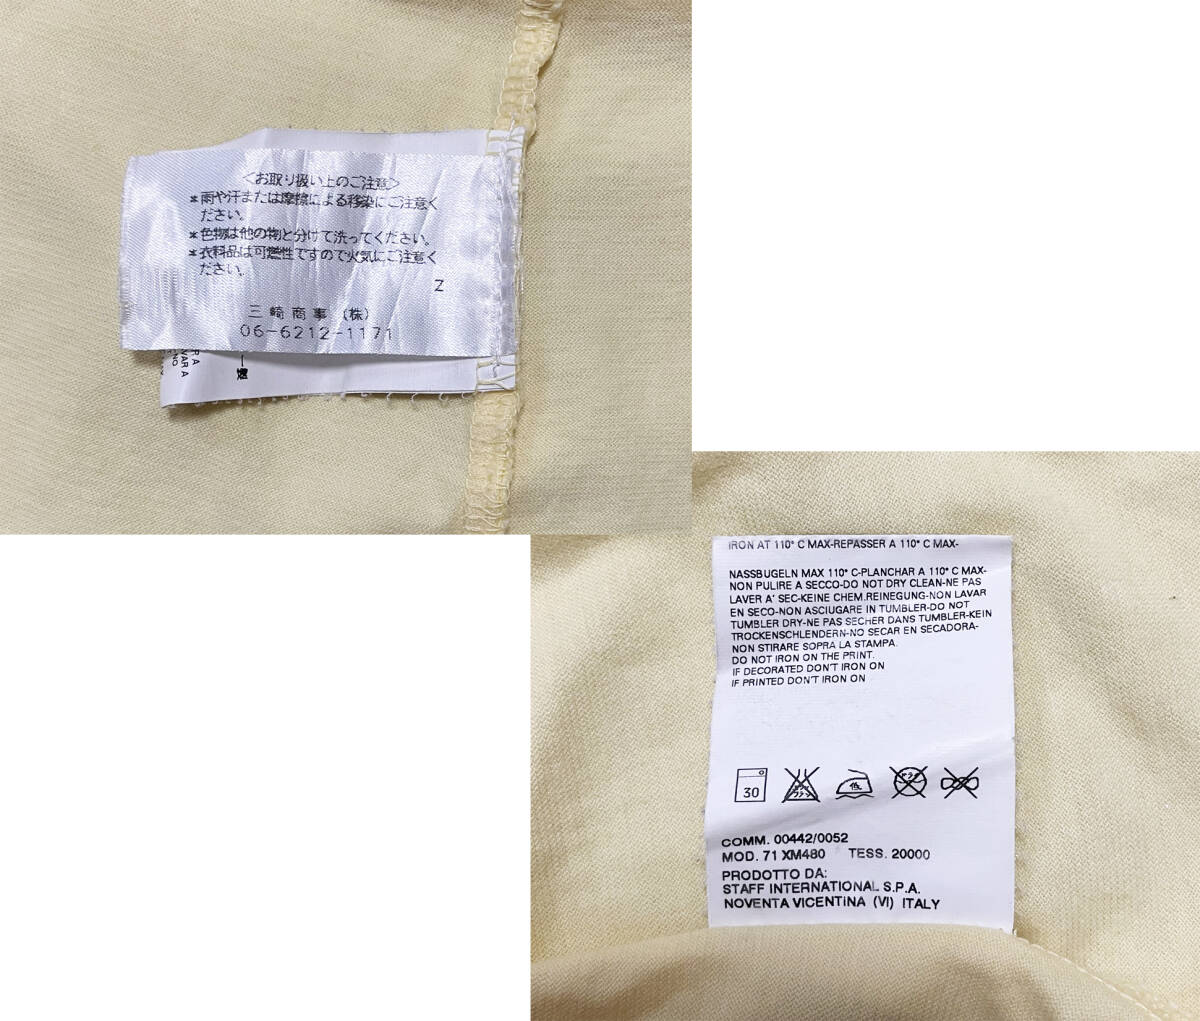 〈お取り扱い上のご注意〉
*雨や汗または摩擦による移染にご注意く
ださい。
*色物は他の物と分けて洗ってください。
*衣料品は可燃性ですので火気にご注意く
ださい。
Z
三崎商事(株)
06-6212-1171
IRON AT 110° C MAX-REPASSER A 110° C MAX-
NASSBUGELN MAX 110° C-PLANCHAR A 110° C MAX-
NON PULIRE A SECCO-DO NOT DRY CLEAN-NE PAS
LAVER A' SEC-KEINE CHEM.REINEGUNG-NON LAVAR
EN SECO-NON ASCIUGARE IN TUMBLER-DO NOT
TUMBLER DRY-NE PAS SECHER DANS TUMBLER-KEIN
TROCKENSCHLENDERN-NO SECAR EN SECADORA-
NON STIRARE SOPRA LA STAMPA.
DO NOT IRON ON THE PRINT.
IF DECORATED DON'T IRON ON
IF PRINTED DON'T IRON ON
30 低
COMM. 00442/0052
MOD. 71 XM480 TESS. 20000
PRODOTTO DA:
STAFF INTERNATIONAL S.P.A.
NOVENTA VICENTINA (VI) ITALY